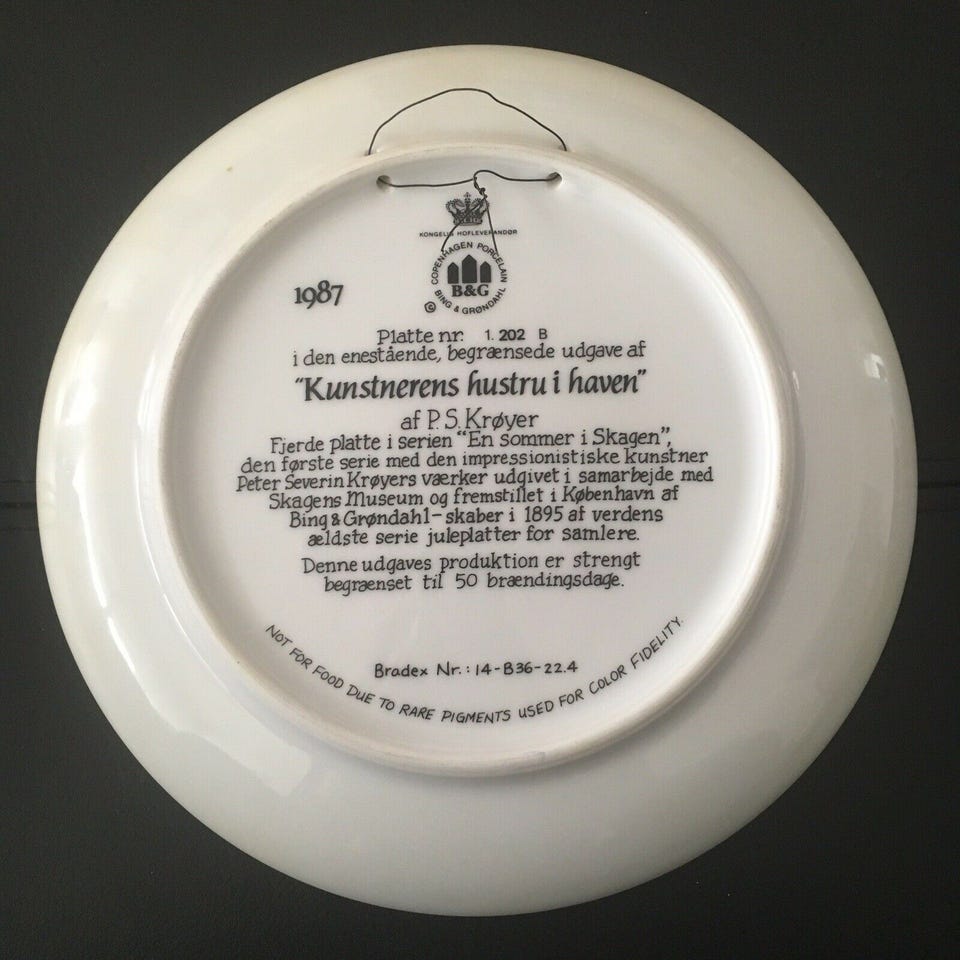 KONGELIG HOFLEVERANDØR
COPENHAGEN PORCELAIN
B&G
© BING & GRØNDAHL
1987
Platte nr. 1.202 B
i den enestående, begrænsede udgave af
"Kunstnerens hustru i haven"
af P. S. Krøyer
Fjerde platte i serien "En sommer i Skagen",
den første serie med den impressionistiske kunstner
Peter Severin Krøyers værker udgivet i samarbejde med
Skagens Museum og fremstillet i København af
Bing & Grøndahl - skaber i 1895 af verdens
ældste serie juleplatter for samlere.
Denne udgaves produktion er strengt
begrænset til 50 brændingsdage.
Bradex Nr.: 14-B36-22.4
NOT FOR FOOD DUE TO RARE PIGMENTS USED FOR COLOR FIDELITY.